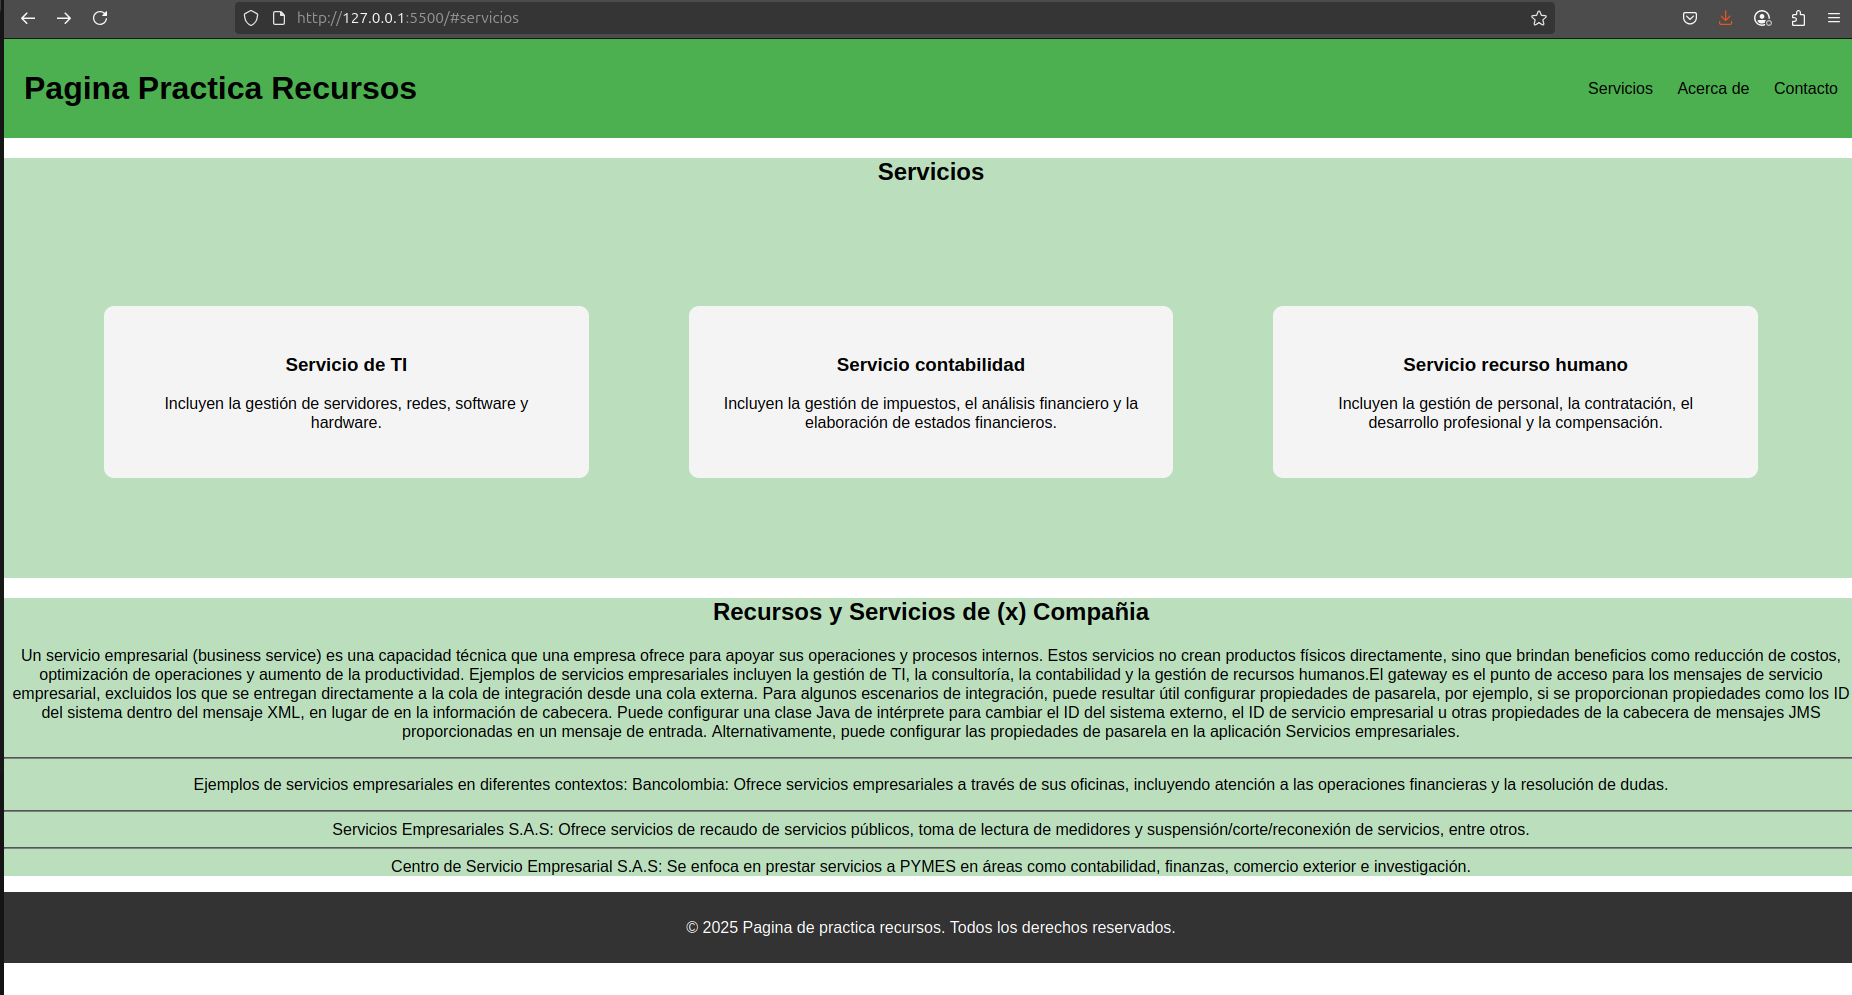 http://127.0.0.1:5500/#servicios
Pagina Practica Recursos
Servicios Acerca de Contacto
Servicios
Servicio de TI
Incluyen la gestión de servidores, redes, software y
hardware.
Servicio contabilidad
Incluyen la gestión de impuestos, el análisis financiero y la
elaboración de estados financieros.
Servicio recurso humano
Incluyen la gestión de personal, la contratación, el
desarrollo profesional y la compensación.
Recursos y Servicios de (x) Compañia
Un servicio empresarial (business service) es una capacidad técnica que una empresa ofrece para apoyar sus operaciones y procesos internos. Estos servicios no crean productos físicos directamente, sino que brindan beneficios como reducción de costos,
optimización de operaciones y aumento de la productividad. Ejemplos de servicios empresariales incluyen la gestión de TI, la consultoría, la contabilidad y la gestión de recursos humanos.El gateway es el punto de acceso para los mensajes de servicio
empresarial, excluidos los que se entregan directamente a la cola de integración desde una cola externa. Para algunos escenarios de integración, puede resultar útil configurar propiedades de pasarela, por ejemplo, si se proporcionan propiedades como los ID
del sistema dentro del mensaje XML, en lugar de en la información de cabecera. Puede configurar una clase Java de intérprete para cambiar el ID del sistema externo, el ID de servicio empresarial u otras propiedades de la cabecera de mensajes JMS
proporcionadas en un mensaje de entrada. Alternativamente, puede configurar las propiedades de pasarela en la aplicación Servicios empresariales.
Ejemplos de servicios empresariales en diferentes contextos: Bancolombia: Ofrece servicios empresariales a través de sus oficinas, incluyendo atención a las operaciones financieras y la resolución de dudas.
Servicios Empresariales S.A.S: Ofrece servicios de recaudo de servicios públicos, toma de lectura de medidores y suspensión/corte/reconexión de servicios, entre otros.
Centro de Servicio Empresarial S.A.S: Se enfoca en prestar servicios a PYMES en áreas como contabilidad, finanzas, comercio exterior e investigación.
© 2025 Pagina de practica recursos. Todos los derechos reservados.